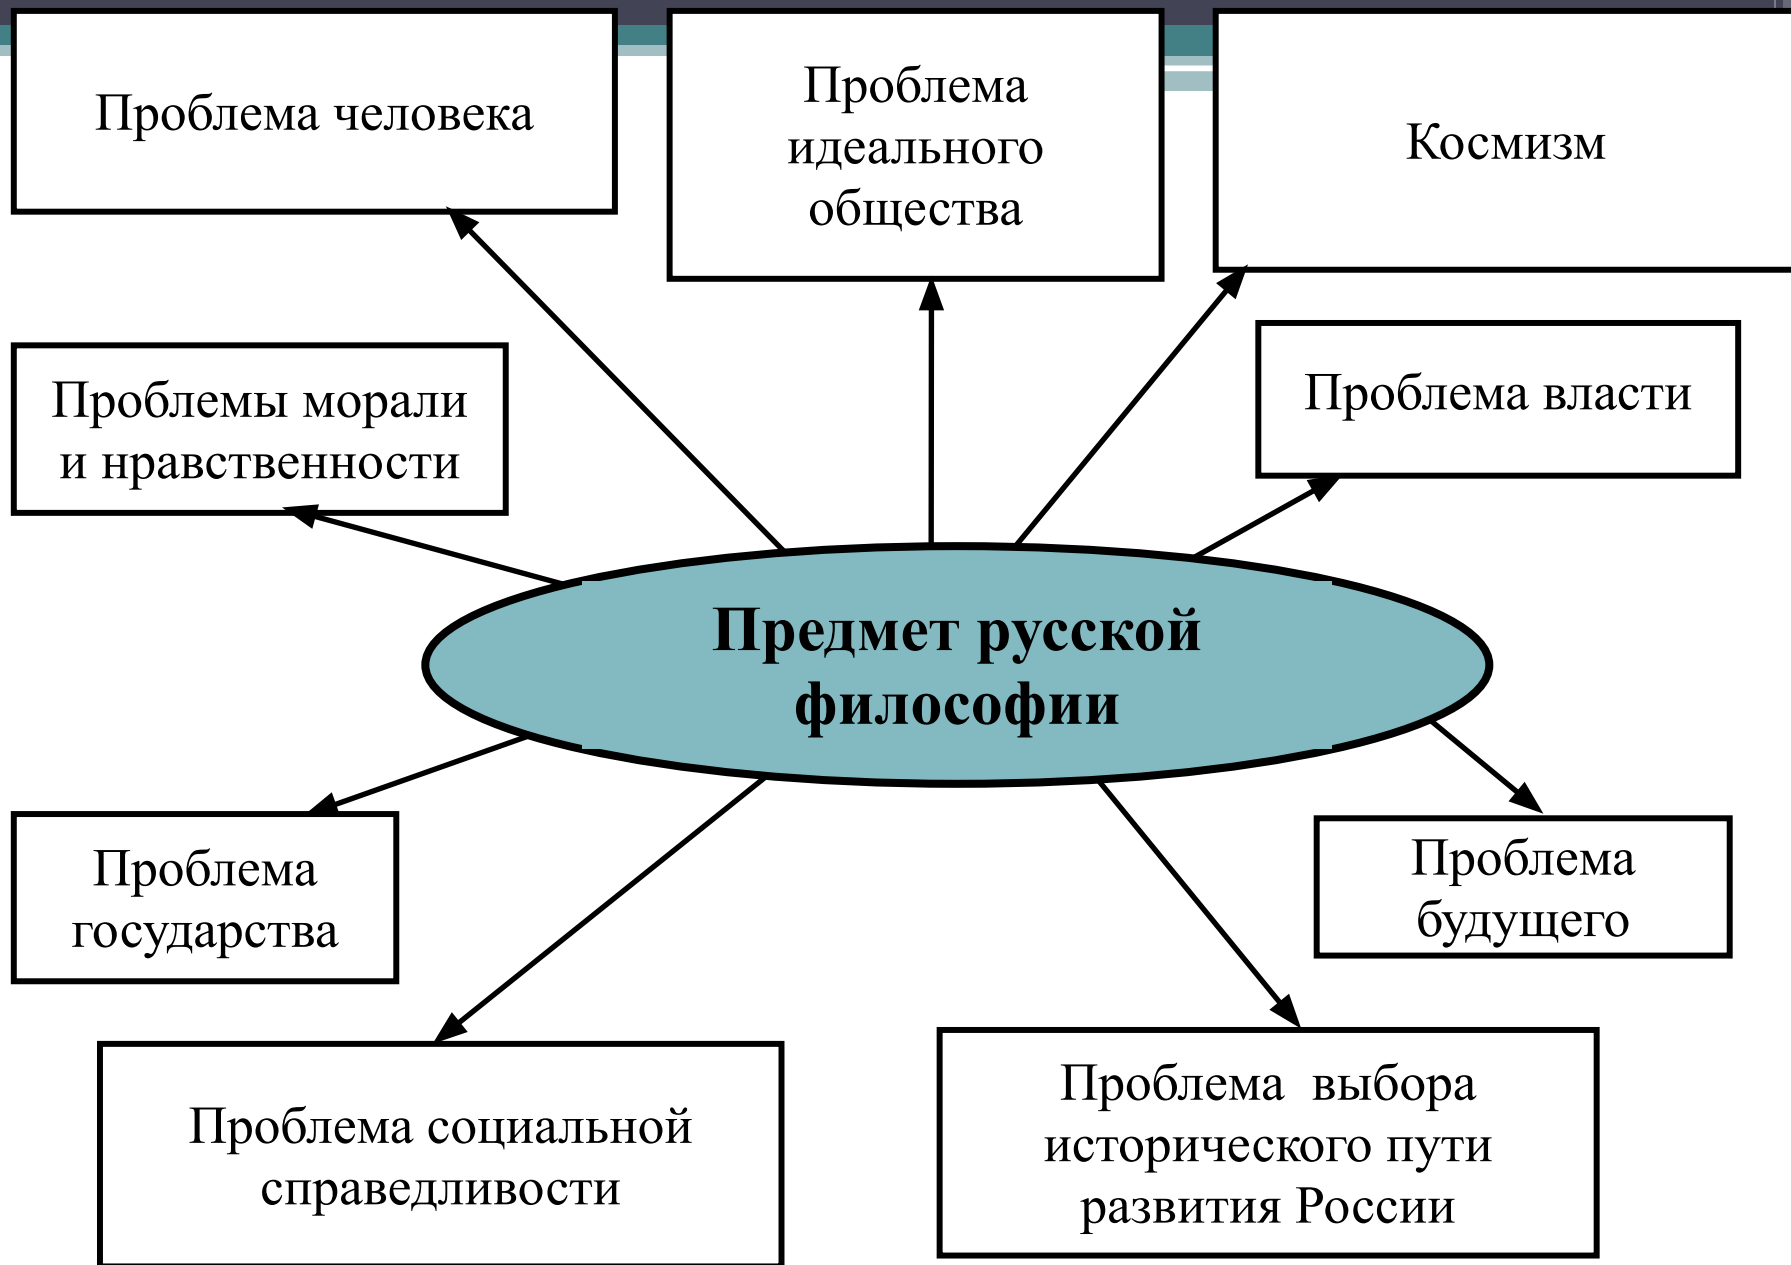 Проблема человека
Проблема
идеального
общества
Космизм
Проблемы морали
и нравственности
Проблема власти
Предмет русской
философии
Проблема
государства
Проблема
будущего
Проблема социальной
справедливости
Проблема  выбора
исторического пути
развития России